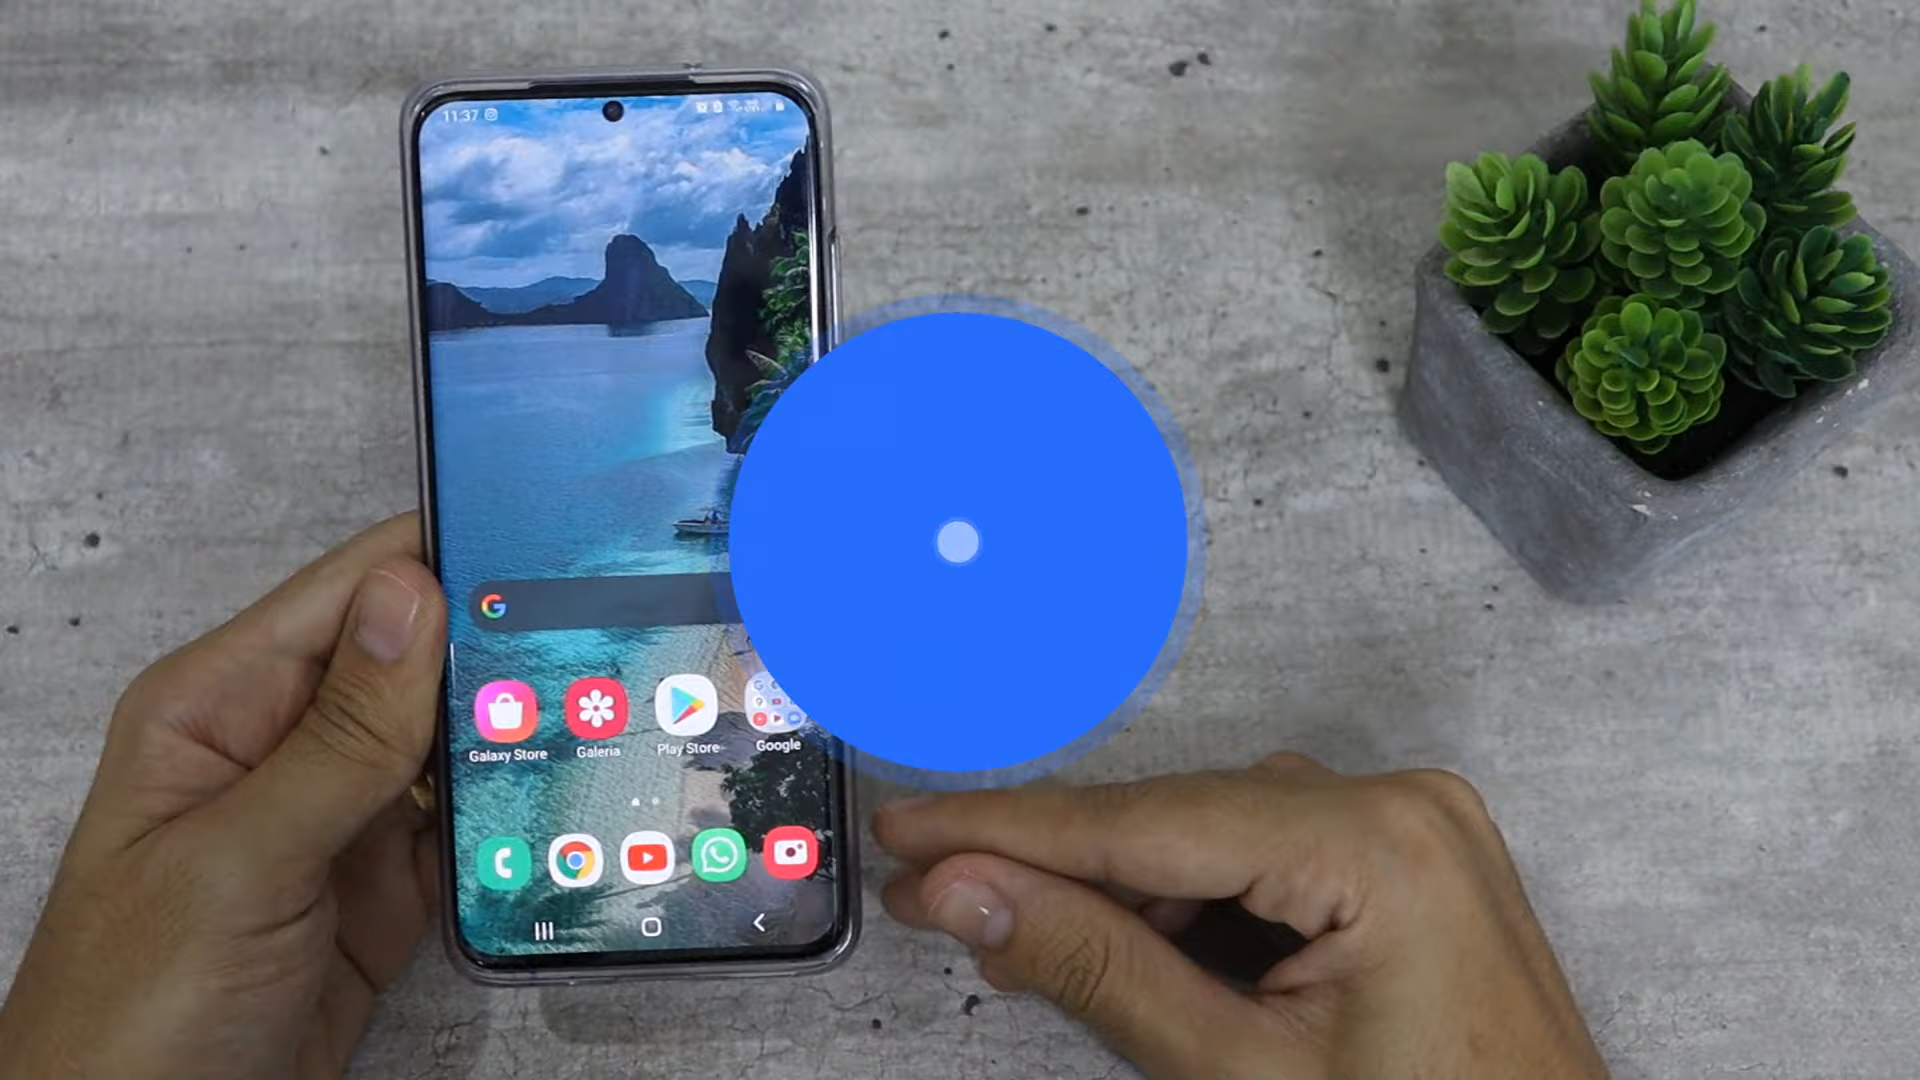 11:37
Galaxy Store
Galeria
Play Store
Google